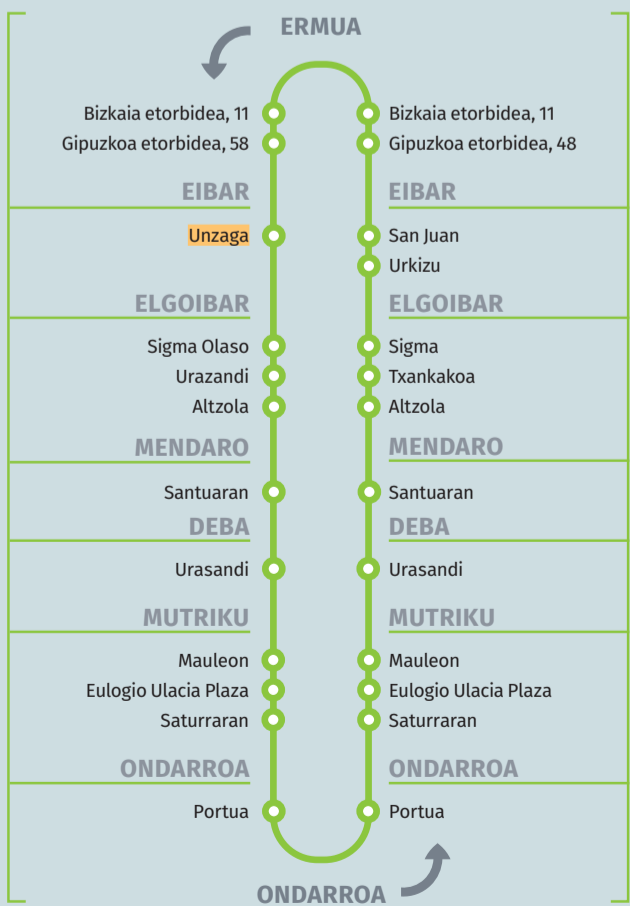 ERMUA
Bizkaia etorbidea, 11
Bizkaia etorbidea, 11
Gipuzkoa etorbidea, 58
Gipuzkoa etorbidea, 48
EIBAR
EIBAR
Unzaga
San Juan
Urkizu
ELGOIBAR
ELGOIBAR
Sigma Olaso
Sigma
Urazandi
Txankakoa
Altzola
Altzola
MENDARO
MENDARO
Santuaran
Santuaran
DEBA
DEBA
Urasandi
Urasandi
MUTRIKU
MUTRIKU
Mauleon
Mauleon
Eulogio Ulacia Plaza
Eulogio Ulacia Plaza
Saturraran
Saturraran
ONDARROA
ONDARROA
Portua
Portua
ONDARROA